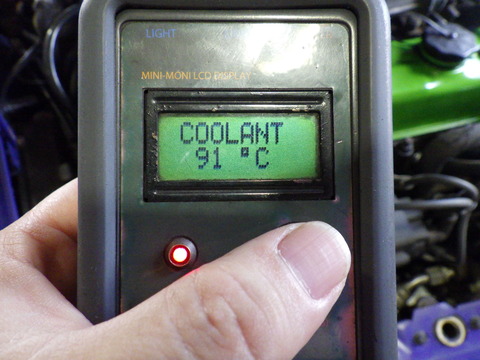 LIGHT
MINI-MONI LCD DISPLAY
COOLANT
91 °C